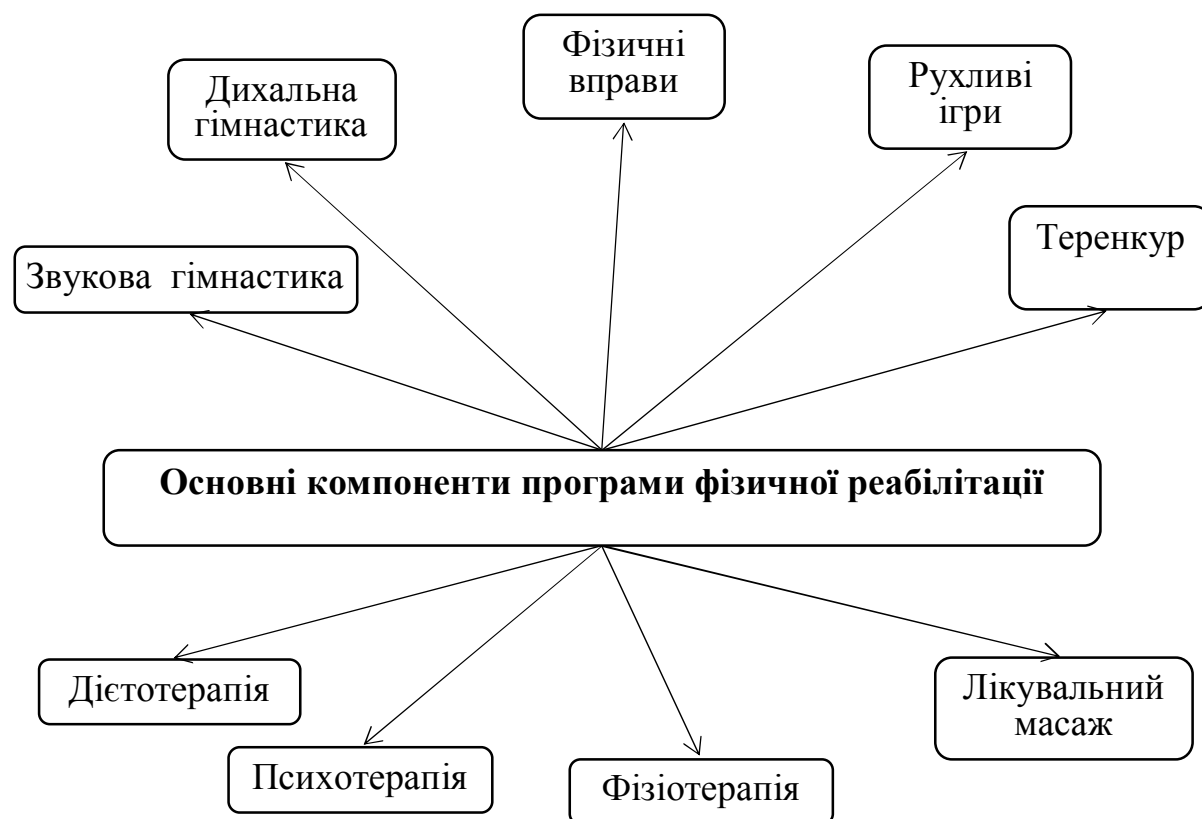 Фізичні
вправи
Дихальна
гімнастика
Рухливі
ігри
Теренкур
Звукова гімнастика
Основні компоненти програми фізичної реабілітації
Дієтотерапія
Лікувальний
масаж
Психотерапія
Фізіотерапія